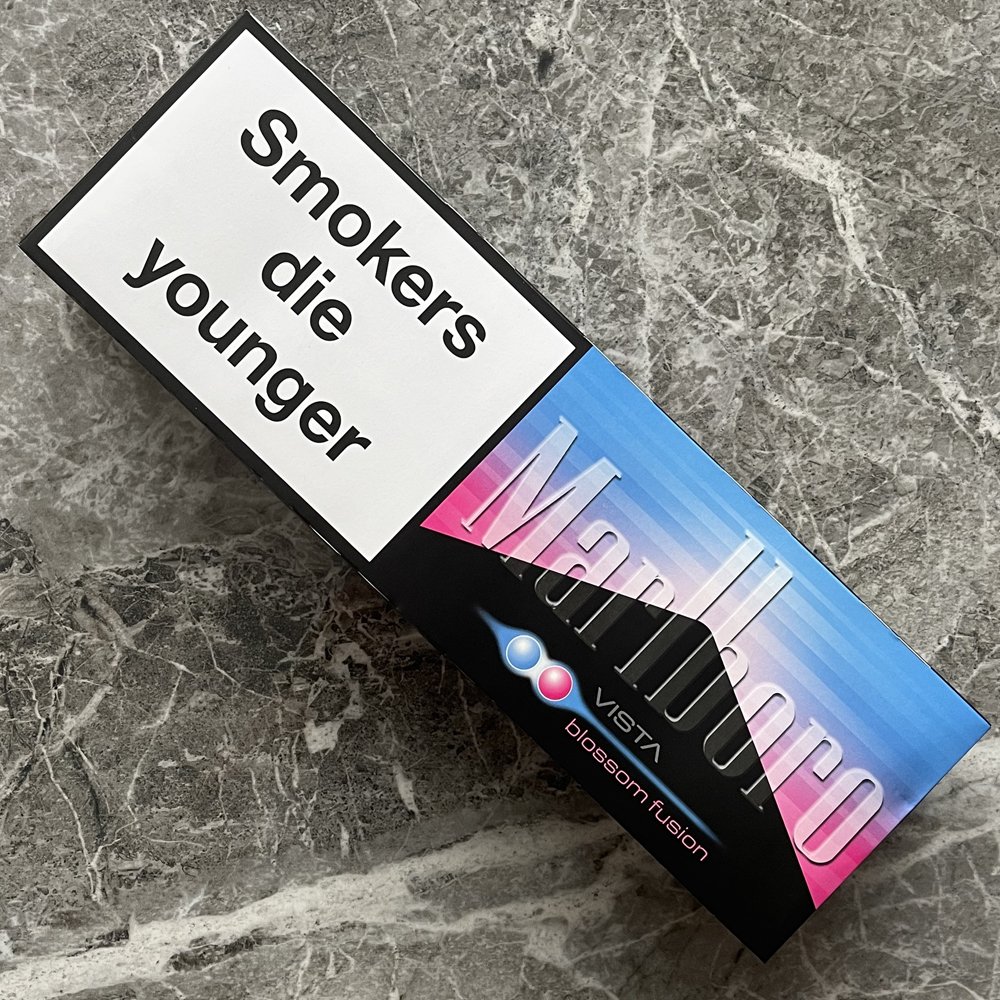 Smokers
die
younger
Marlboro
VISTA
blossom fusion